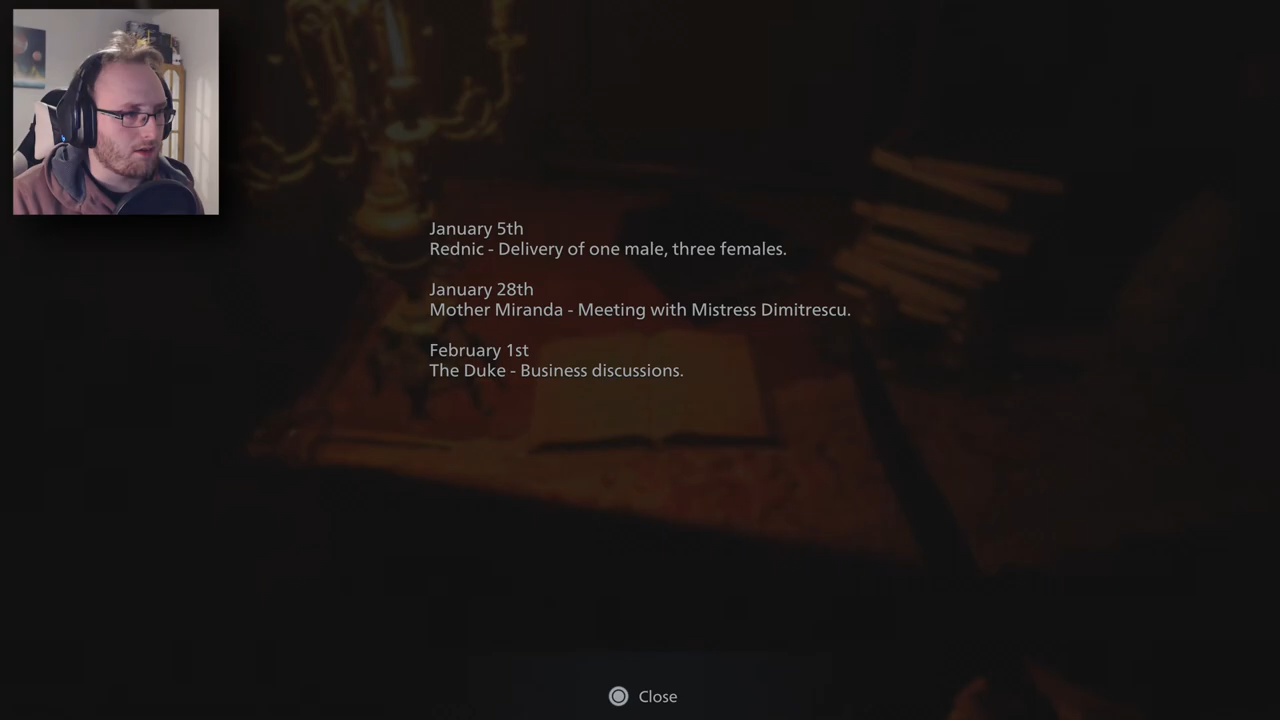 January 5th
Rednic - Delivery of one male, three females.
January 28th
Mother Miranda - Meeting with Mistress Dimitrescu.
February 1st
The Duke - Business discussions.
Close